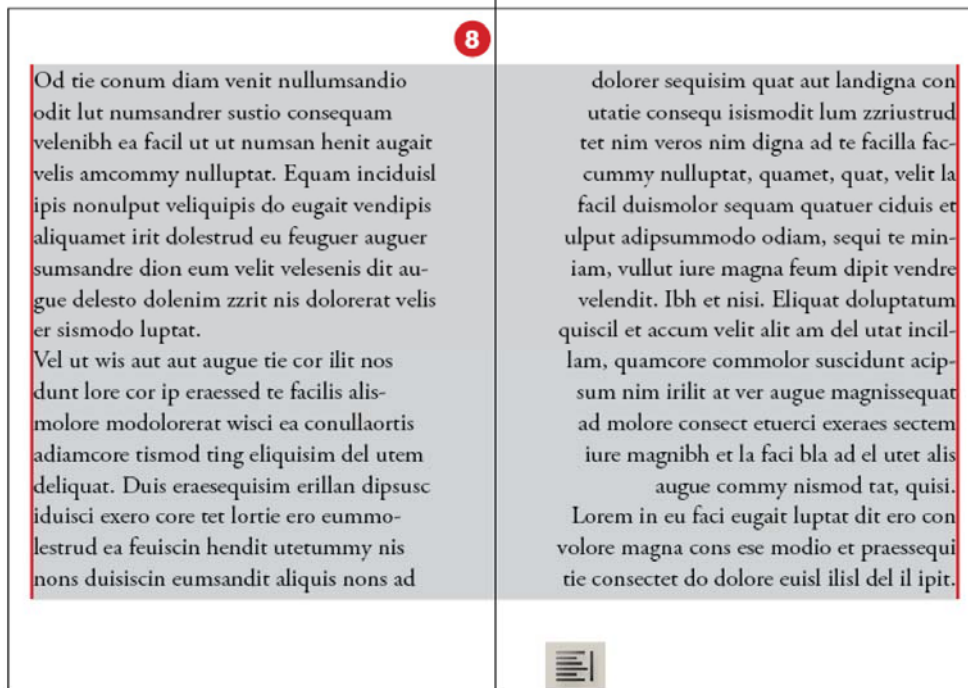 8
Od tie conum diam venit nullumsandio
odit lut numsandrer sustio consequam
velenibh ea facil ut ut numsan henit augait
velis amcommy nulluptat. Equam inciduisl
ipis nonulput veliquipis do eugait vendipis
aliquamet irit dolestrud eu feuguer auguer
sumsandre dion eum velit velesenis dit au-
gue delesto dolenim zzrit nis dolorerat velis
er sismodo luptat.
Vel ut wis aut aut augue tie cor ilit nos
dunt lore cor ip eraessed te facilis alis-
molore modolorerat wisci ea conullaortis
adiamcore tismod ting eliquisim del utem
deliquat. Duis eraesequisim erillan dipsusc
iduisci exero core tet lortie ero eummo-
lestrud ea feuiscin hendit utetummy nis
nons duisiscin eumsandit aliquis nons ad
dolorer sequisim quat aut landigna con
utatie consequ isismodit lum zzriustrud
tet nim veros nim digna ad te facilla fac-
cummy nulluptat, quamet, quat, velit la
facil duismolor sequam quatuer ciduis et
ulput adipsummodo odiam, sequi te min-
iam, vullut iure magna feum dipit vendre
velendit. Ibh et nisi. Eliquat doluptatum
quiscil et accum velit alit am del utat incil-
lam, quamcore commolor suscidunt acip-
sum nim irilit at ver augue magnissequat
ad molore consect etuerci exeraes sectem
iure magnibh et la faci bla ad el utet alis
augue commy nismod tat, quisi.
Lorem in eu faci eugait luptat dit ero con
volore magna cons ese modio et praessequi
tie consectet do dolore euisl ilisl del il ipit.